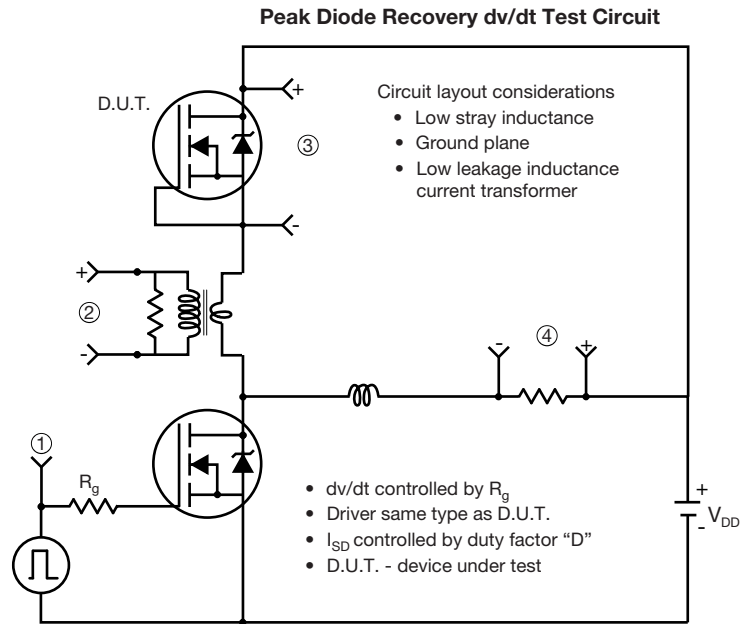 Peak Diode Recovery dv/dt Test Circuit
+
D.U.T.
Circuit layout considerations
• Low stray inductance
• Ground plane
• Low leakage inductance
current transformer
③
-
+
②
-
-
④
+
①
Rg
• dv/dt controlled by Rg
• Driver same type as D.U.T.
• ISD controlled by duty factor “D”
• D.U.T. - device under test
+
VDD
-